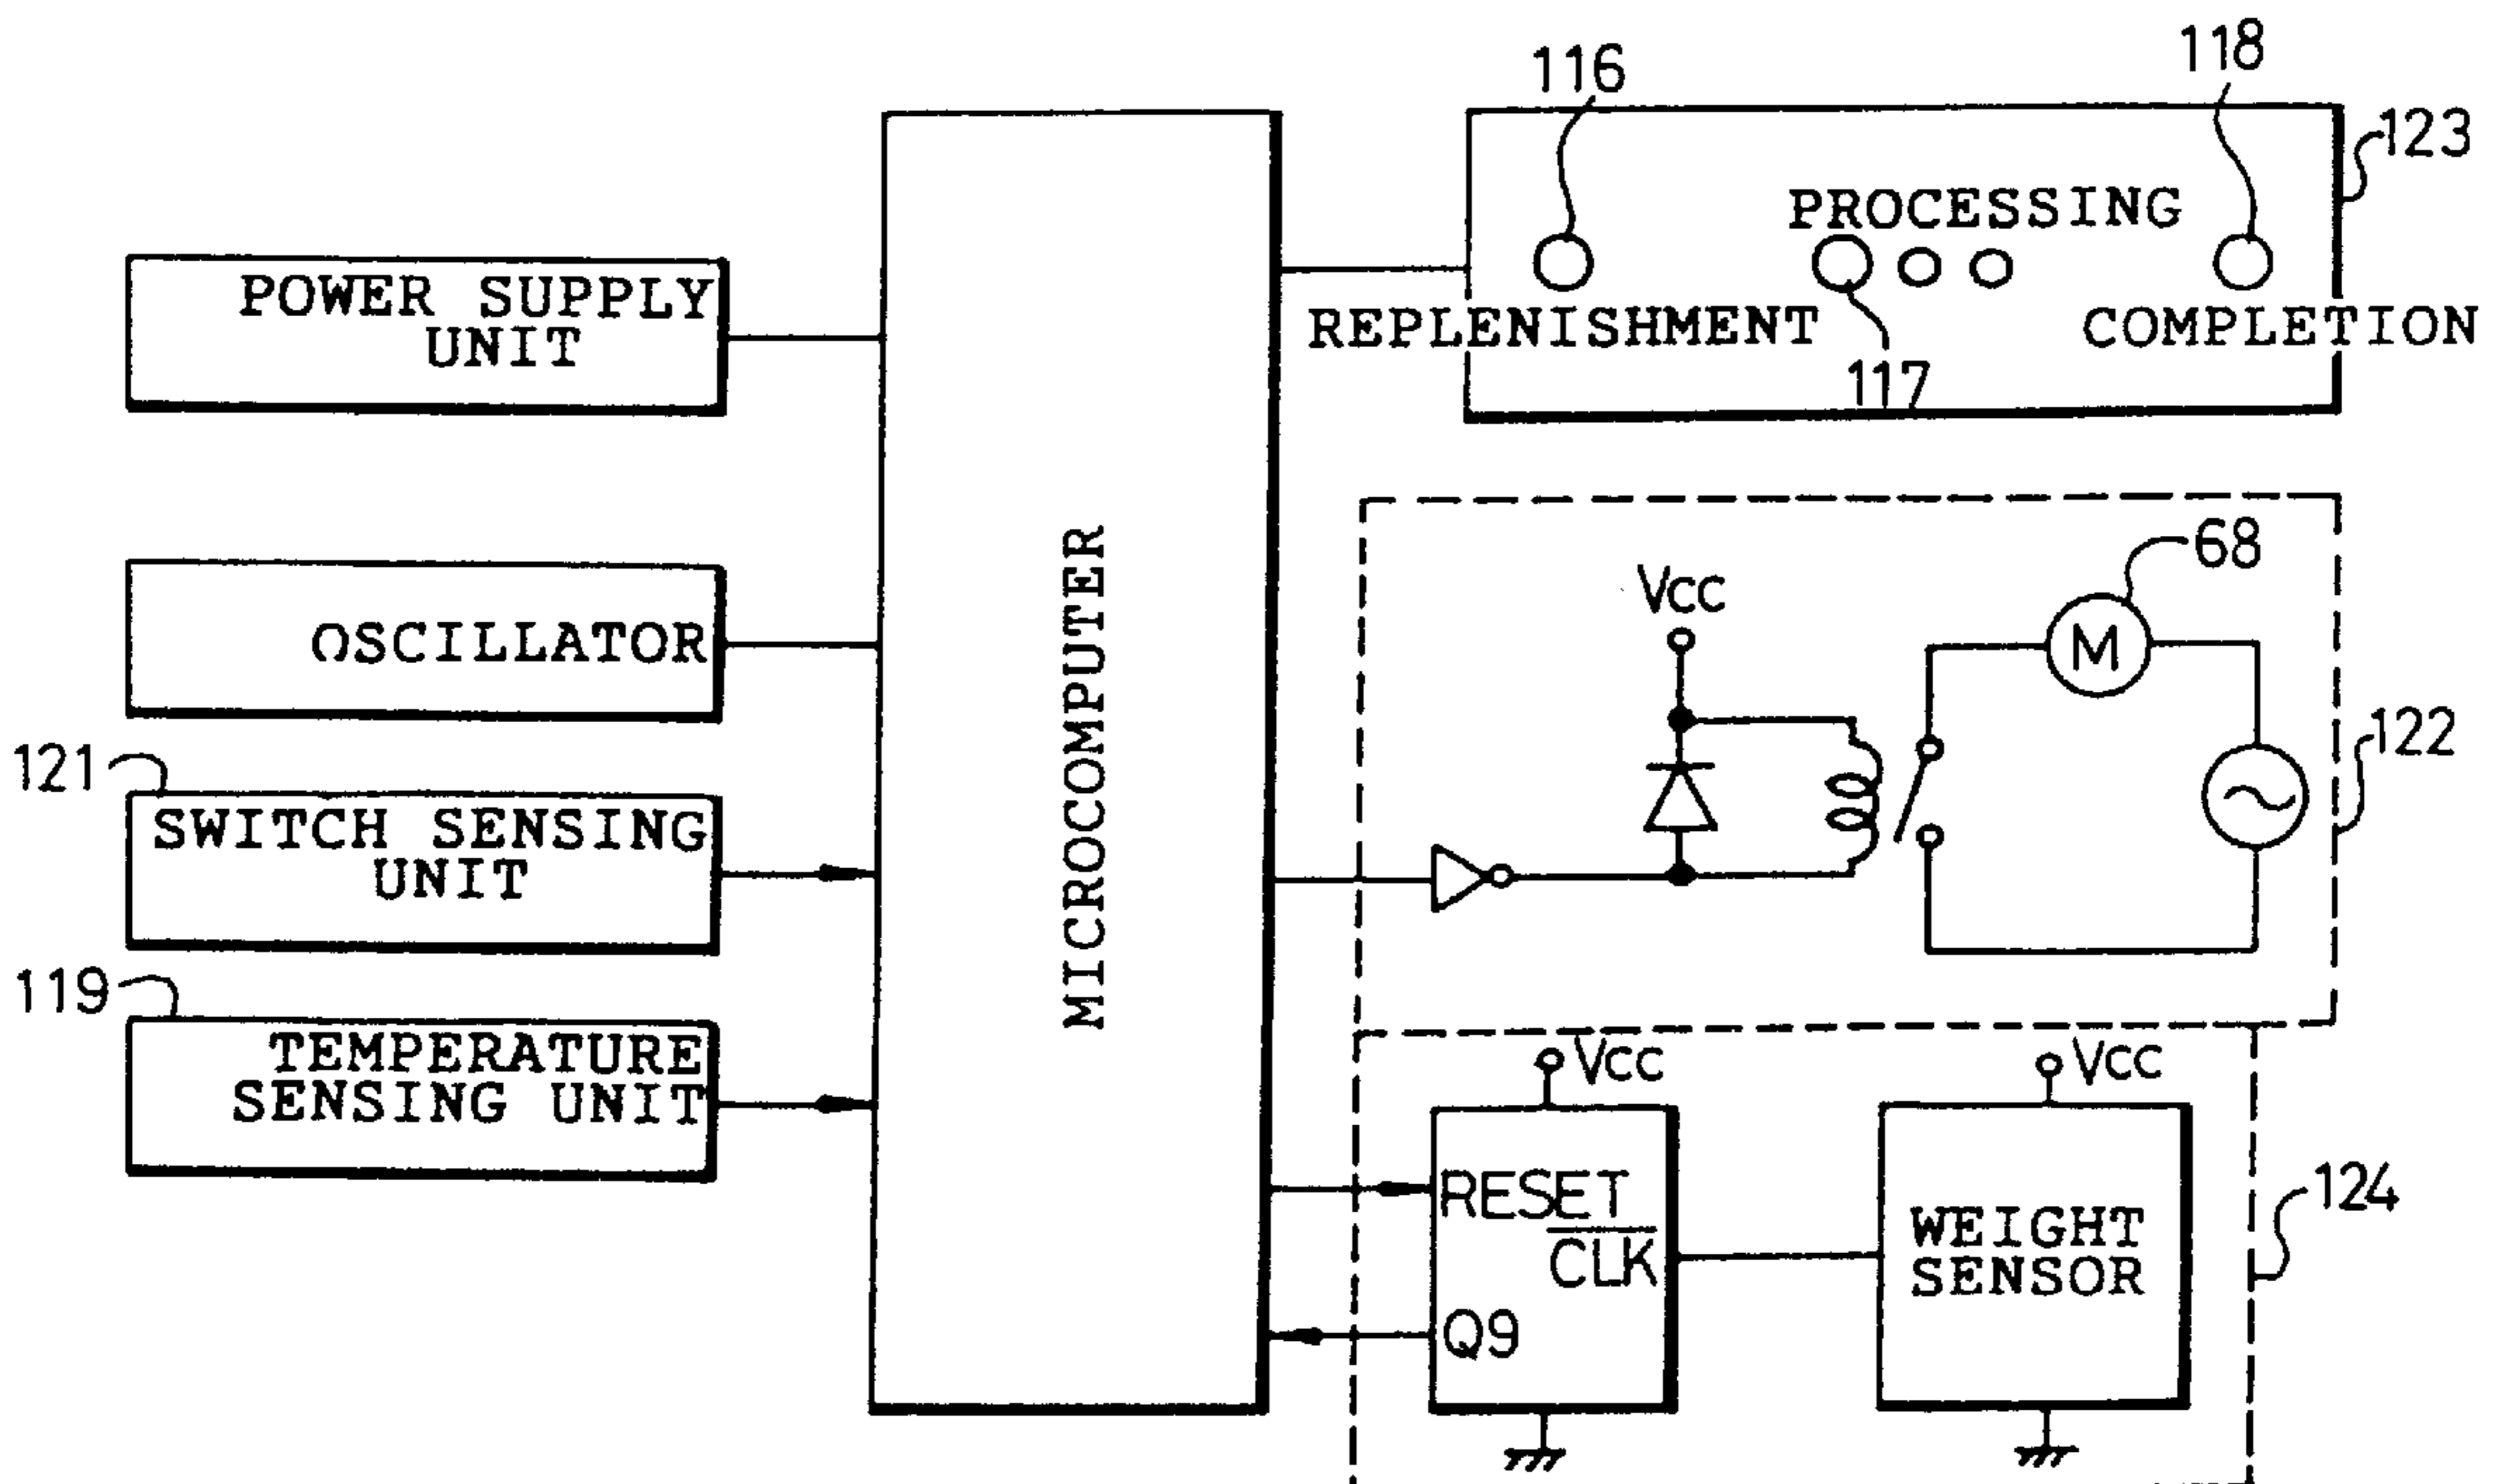 116
118
123
PROCESSING
REPLENISHMENT
COMPLETION
117
POWER SUPPLY
UNIT
OSCILLATOR
121
SWITCH SENSING
UNIT
119
TEMPERATURE
SENSING UNIT
MICROCOMPUTER
68
VCC
M
122
VCC
VCC
RESET
CLK
Q9
WEIGHT
SENSOR
124